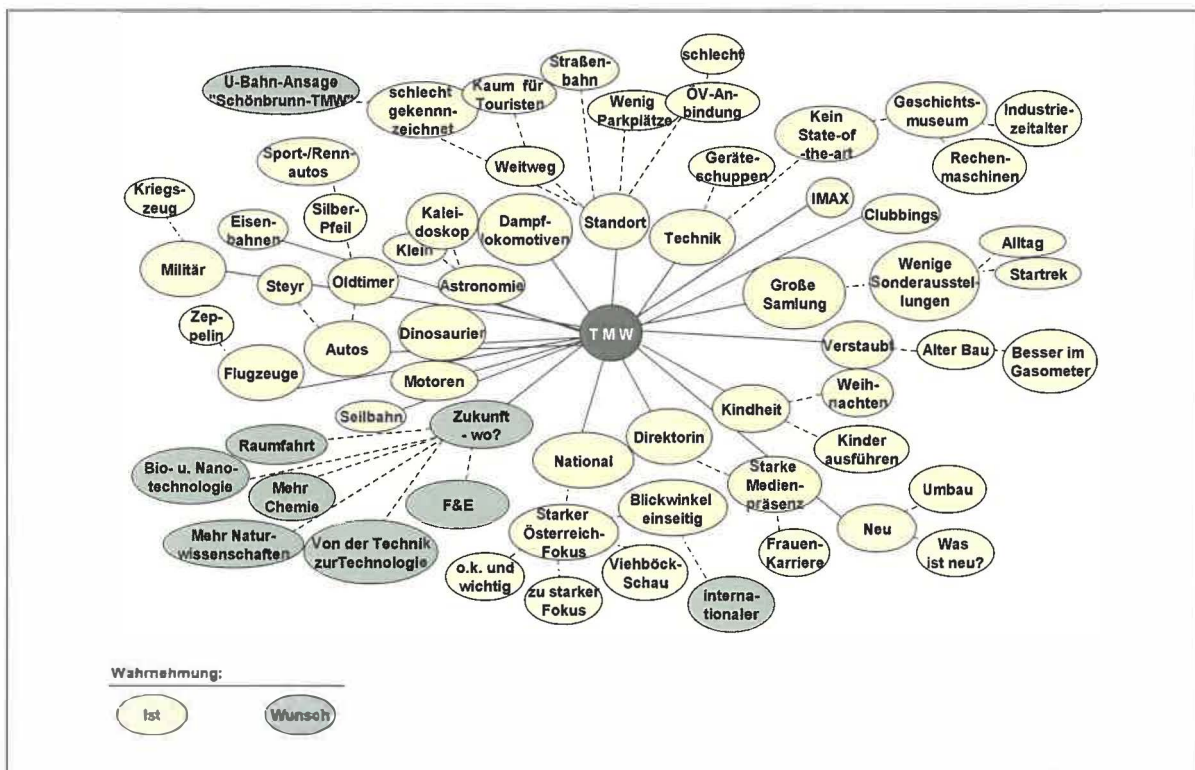 U-Bahn-Ansage
"Schönbrunn-TMW"
schlecht
gekennn-
zeichnet
Kaum für
Touristen
Straßen-
bahn
schlecht
Wenig
Parkplätze
ÖV-An-
bindung
Kein
State-of
-the-art
Geschichts-
museum
Industrie-
zeitalter
Rechen-
maschinen
Sport-/Renn-
autos
Weitweg
Geräte-
schuppen
Kriegs-
zeug
Eisen-
bahnen
Silber-
Pfeil
Kalei-
doskop
Klein
Dampf-
lokomotiven
Standort
Technik
IMAX
Clubbings
Militär
Steyr
Oldtimer
Astronomie
Große
Samlung
Wenige
Sonderausstel-
lungen
Alltag
Startrek
Zep-
pelin
Autos
Dinosaurier
T M W
Verstaubt
Alter Bau
Besser im
Gasometer
Flugzeuge
Motoren
Seilbahn
Zukunft
- wo?
Kindheit
Weih-
nachten
Kinder
ausführen
Raumfahrt
Bio- u. Nano-
technologie
Mehr
Chemie
Mehr Natur-
wissenschaften
Von der Technik
zurTechnologie
F&E
National
Direktorin
Starke
Medien-
präsenz
Neu
Umbau
Was
ist neu?
Starker
Österreich-
Fokus
Blickwinkel
einseitig
Frauen-
Karriere
o.k. und
wichtig
zu starker
Fokus
Viehböck-
Schau
interna-
tionaler
Wahrnehmung:
Ist
Wunsch